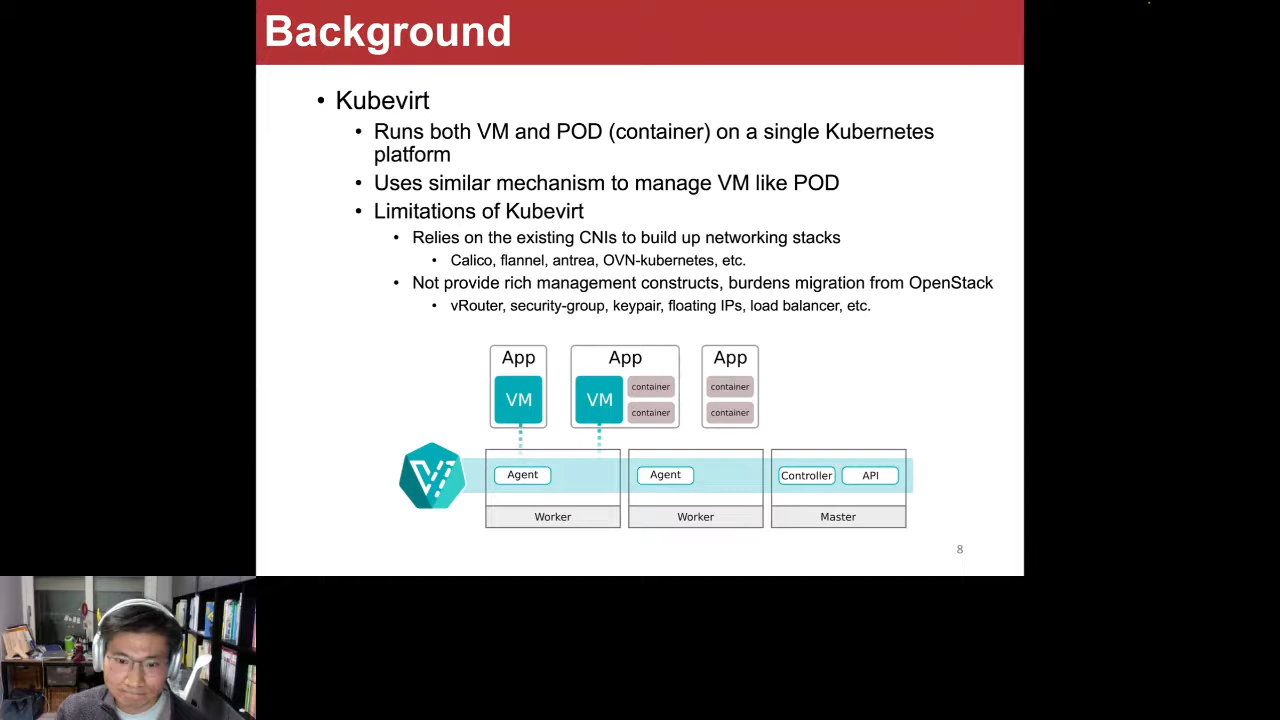 Background
• Kubevirt
• Runs both VM and POD (container) on a single Kubernetes
platform
• Uses similar mechanism to manage VM like POD
• Limitations of Kubevirt
• Relies on the existing CNIs to build up networking stacks
• Calico, flannel, antrea, OVN-kubernetes, etc.
• Not provide rich management constructs, burdens migration from OpenStack
• vRouter, security-group, keypair, floating IPs, load balancer, etc.
App App App
VM VM container container
container container
Agent Agent Controller API
Worker Worker Master
8